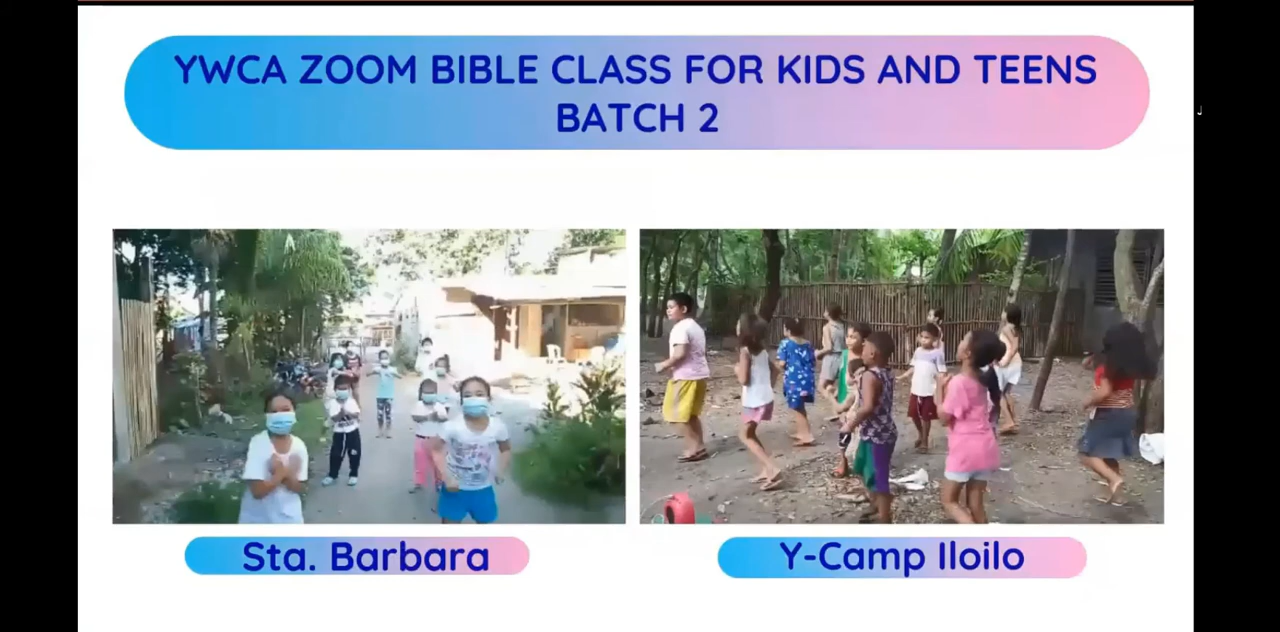 YWCA ZOOM BIBLE CLASS FOR KIDS AND TEENS
BATCH 2
Sta. Barbara
Y-Camp Iloilo